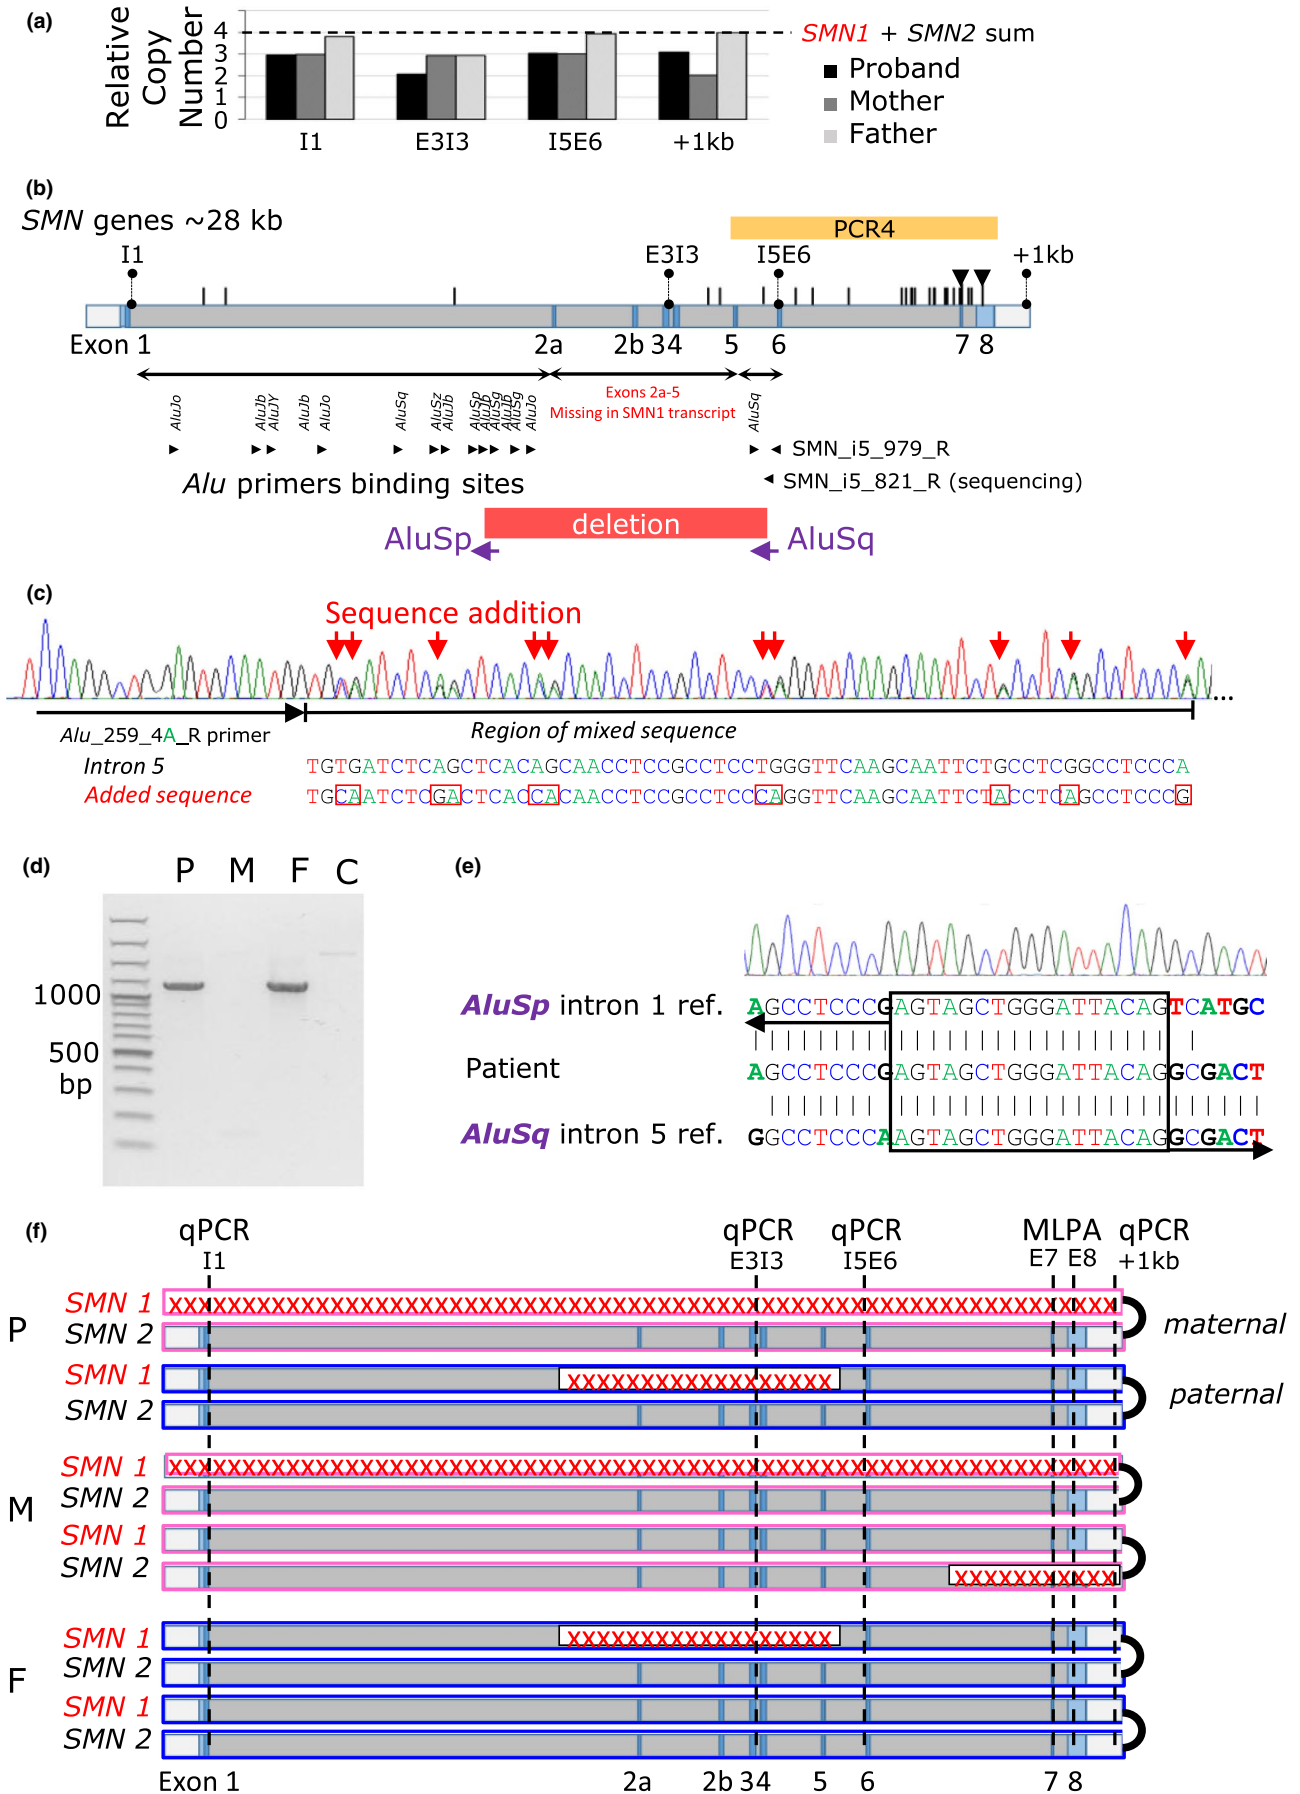 (a)
Relative
Copy
Number
4
3
2
1
0
I1
E3I3
I5E6
+1kb
SMN1 + SMN2 sum
Proband
Mother
Father
(b)
SMN genes ~28 kb
PCR4
I1
E3I3
I5E6
+1kb
Exon 1
2a
2b
34
5
6
7
8
Exons 2a-5
Missing in SMN1 transcript
AluJo
AluJb
AluJY
AluJb
AluJo
AluSq
AluSz
AluJb
AluSp
AluJb
AluSg
AluJb
AluSg
AluJo
AluSq
SMN_i5_979_R
SMN_i5_821_R (sequencing)
Alu primers binding sites
deletion
AluSp
AluSq
(c)
Sequence addition
...
Alu_259_4A_R primer
Region of mixed sequence
Intron 5
TGTGATCTCAGCTCACAGCAACCTCCGCCTCCTGGGTTCAAGCAATTCTGCCTCGGCCTCCCA
Added sequence
TGCAATCTCGACTCACCACAACCTCCGCCTCCCAGGTTCAAGCAATTCTACCTCAGCCTCCCG
(d)
P M F C
1000
500
bp
(e)
AluSp intron 1 ref.
AGCCTCCCGAGTAGCTGGGATTACAGTCATGC
Patient
AGCCTCCCGAGTAGCTGGGATTACAGGCGACT
AluSq intron 5 ref.
GGCCTCCCAAGTAGCTGGGATTACAGGCGACT
(f)
qPCR
I1
qPCR
E3I3
qPCR
I5E6
MLPA
E7 E8
qPCR
+1kb
P
SMN 1
SMN 2
maternal
SMN 1
SMN 2
paternal
M
SMN 1
SMN 2
SMN 1
SMN 2
F
SMN 1
SMN 2
SMN 1
SMN 2
Exon 1
2a
2b
34
5
6
7
8